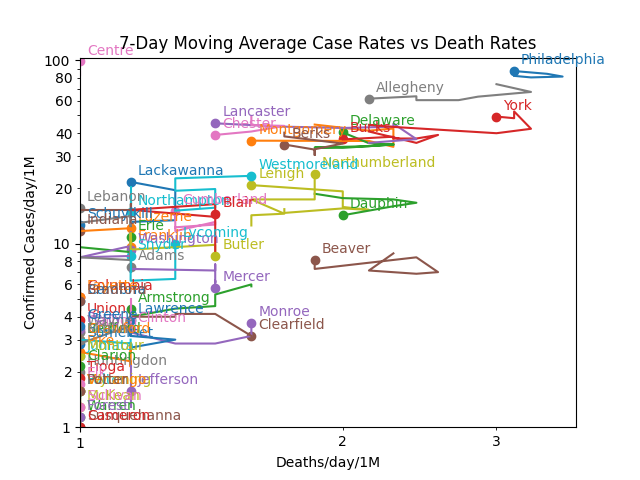 7-Day Moving Average Case Rates vs Death Rates
Centre
Philadelphia
Allegheny
York
Lancaster
Chester
Delaware
Bucks
Berks
Westmoreland
Northumberland
Lehigh
Lackawanna
Lebanon
Northampton
Cumberland
Blair
Dauphin
Schuylkill
Luzerne
Indiana
Erie
Franklin
Lycoming
Washington
Snyder
Butler
Adams
Beaver
Mercer
Columbia
Armstrong
Union
Lawrence
Clinton
Monroe
Clearfield
Clarion
Huntingdon
Tioga
Jefferson
Warren
Susquehanna
Confirmed Cases/day/1M
100
80
60
40
30
20
10
8
6
4
3
2
1
1
2
3
Deaths/day/1M